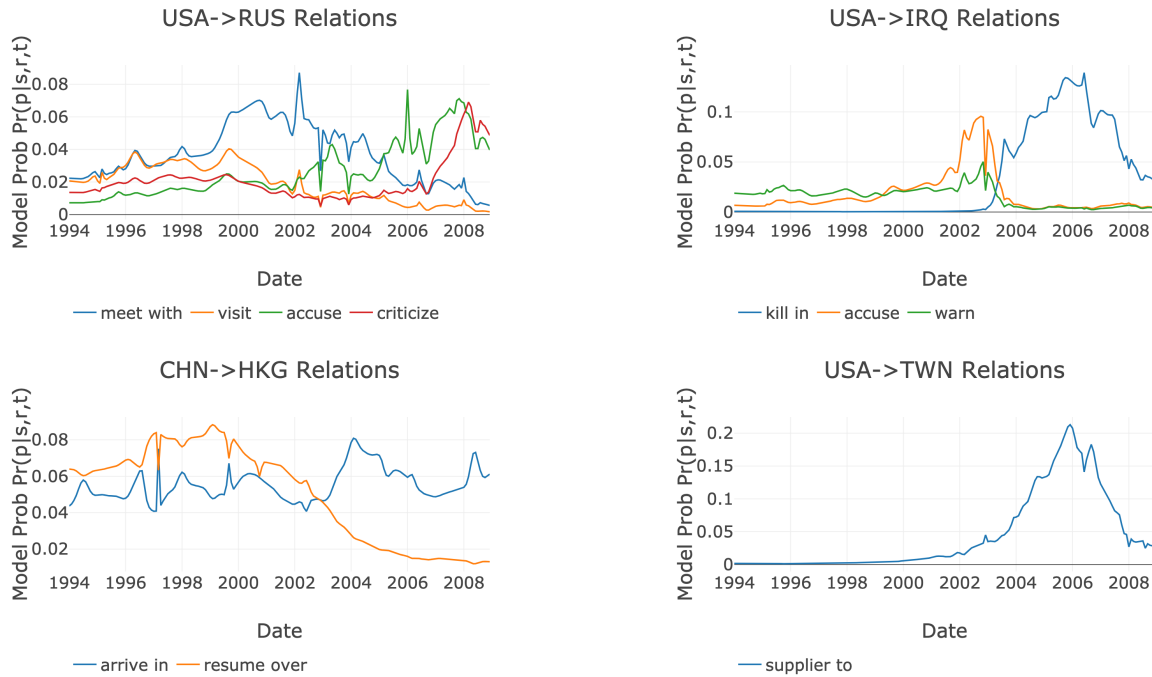 USA->RUS Relations
Model Prob Pr(p|s,r,t)
0.08
0.06
0.04
0.02
0
1994 1996 1998 2000 2002 2004 2006 2008
Date
meet with visit accuse criticize
USA->IRQ Relations
Model Prob Pr(p|s,r,t)
0.1
0.05
0
1994 1996 1998 2000 2002 2004 2006 2008
Date
kill in accuse warn
CHN->HKG Relations
Model Prob Pr(p|s,r,t)
0.08
0.06
0.04
0.02
1994 1996 1998 2000 2002 2004 2006 2008
Date
arrive in resume over
USA->TWN Relations
Model Prob Pr(p|s,r,t)
0.2
0.15
0.1
0.05
0
1994 1996 1998 2000 2002 2004 2006 2008
Date
supplier to